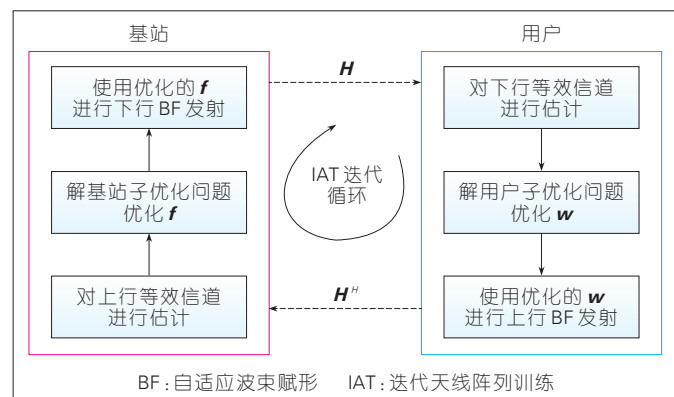 基站
使用优化的 f
进行下行 BF 发射
解基站子优化问题
优化 f
对上行等效信道
进行估计
H
IAT 迭代
循环
H^H
用户
对下行等效信道
进行估计
解用户子优化问题
优化 w
使用优化的 w
进行上行 BF 发射
BF:自适应波束赋形 IAT:迭代天线阵列训练